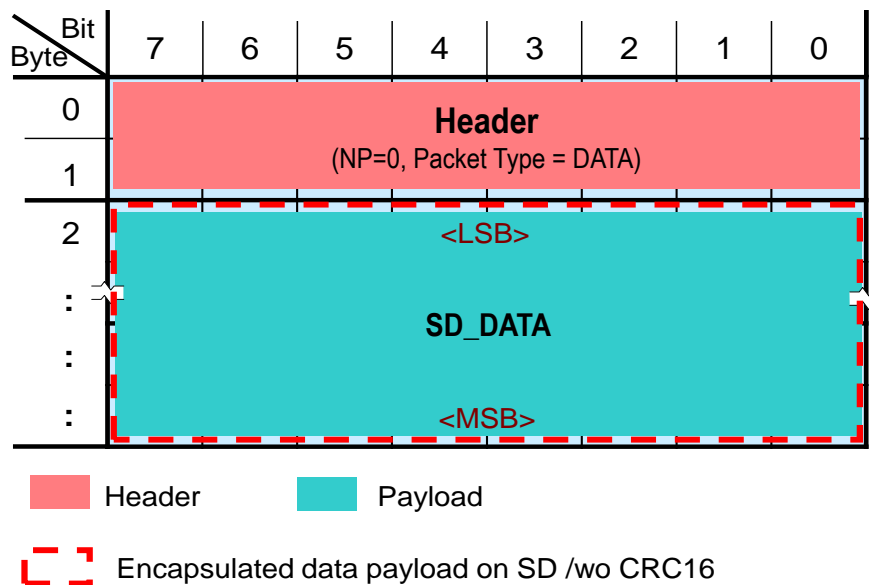 Bit
Byte 7 6 5 4 3 2 1 0
0
Header
(NP=0, Packet Type = DATA)
1
2
<LSB>
:
SD_DATA
:
:
<MSB>
Header Payload
Encapsulated data payload on SD /wo CRC16